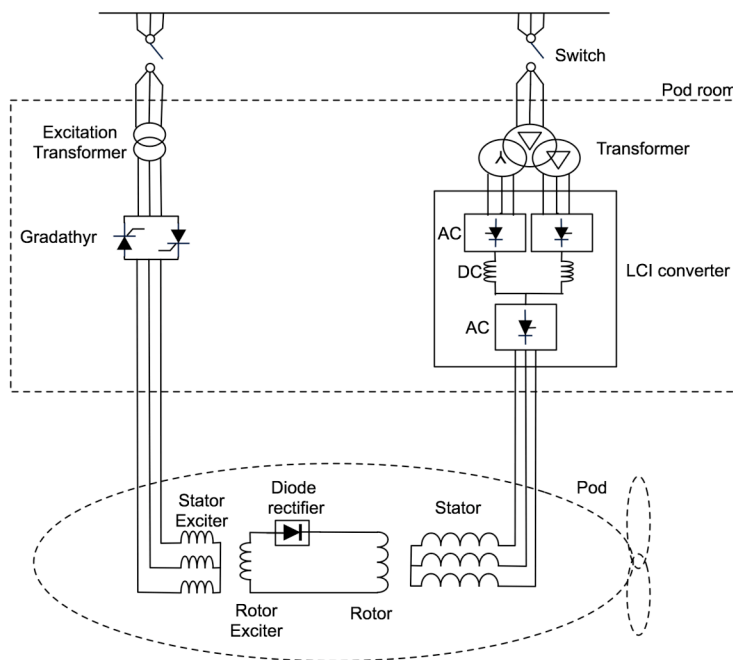 Switch
Pod room
Excitation
Transformer
Transformer
Gradathyr
AC
DC
LCI converter
AC
Pod
Stator
Exciter
Diode
rectifier
Stator
Rotor
Exciter
Rotor